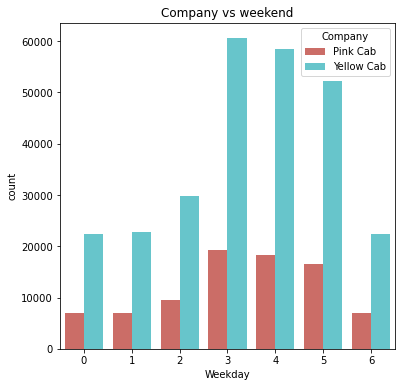 Company vs weekend
Company
Pink Cab
Yellow Cab
60000
50000
40000
30000
20000
10000
0
count
0 1 2 3 4 5 6
Weekday